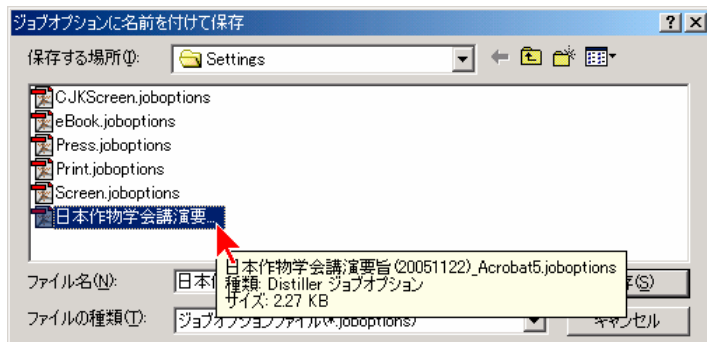 ジョブオプションに名前を付けて保存
保存する場所(I):
Settings
CJKScreen.joboptions
eBook.joboptions
Press.joboptions
Print.joboptions
Screen.joboptions
日本作物学会講演要...
日本作物学会講演要旨(20051122)_Acrobat5.joboptions
種類: Distiller ジョブオプション
サイズ: 2.27 KB
ファイル名(N):
日本
(S)
ファイルの種類(T):
ジョブオプションファイル(*.joboptions)
キャンセル